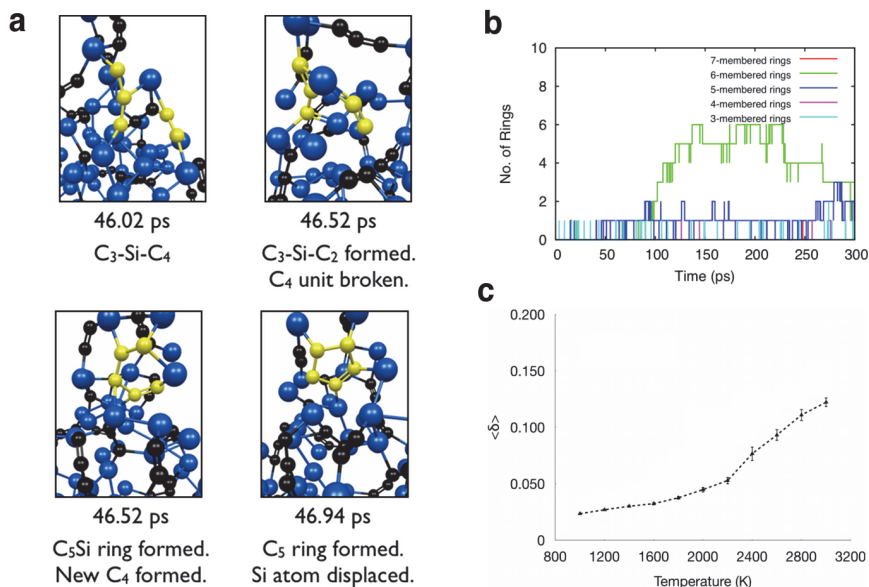 a
46.02 ps
C₃-Si-C₄
46.52 ps
C₃-Si-C₂ formed.
C₄ unit broken.
46.52 ps
C₅Si ring formed.
New C₄ formed.
46.94 ps
C₅ ring formed.
Si atom displaced.
b
10
8
6
4
2
0
No. of Rings
7-membered rings
6-membered rings
5-membered rings
4-membered rings
3-membered rings
0 50 100 150 200 250 300
Time (ps)
c
0.200
0.150
0.100
0.050
0
<δ>
800 1200 1600 2000 2400 2800 3200
Temperature (K)